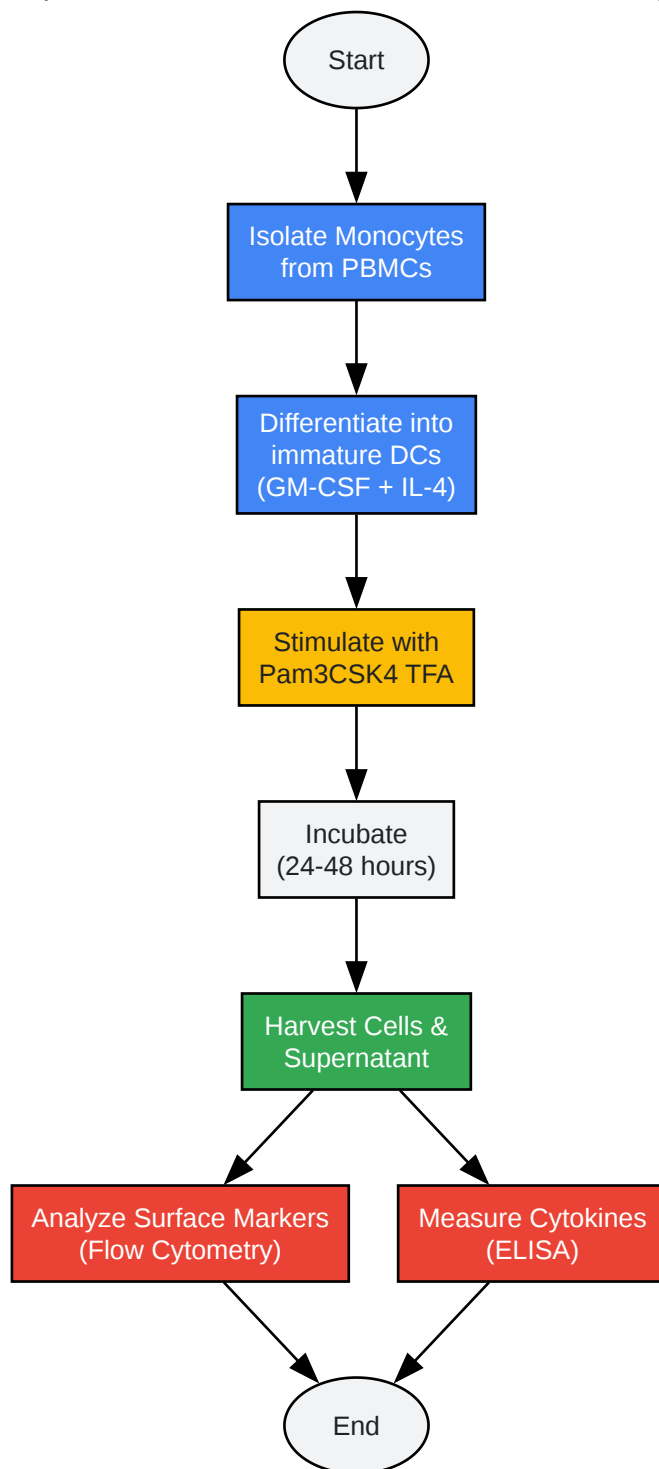 Start
Isolate Monocytes
from PBMCs
Differentiate into
immature DCs
(GM-CSF + IL-4)
Stimulate with
Pam3CSK4 TFA
Incubate
(24-48 hours)
Harvest Cells &
Supernatant
Analyze Surface Markers
(Flow Cytometry)
Measure Cytokines
(ELISA)
End